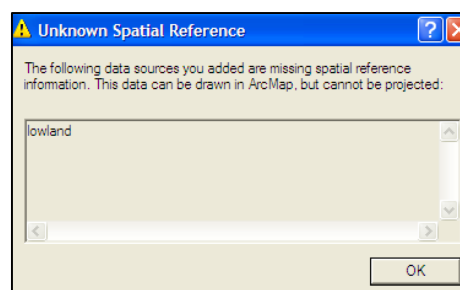 Unknown Spatial Reference
The following data sources you added are missing spatial reference
information. This data can be drawn in ArcMap, but cannot be projected:
lowland
OK